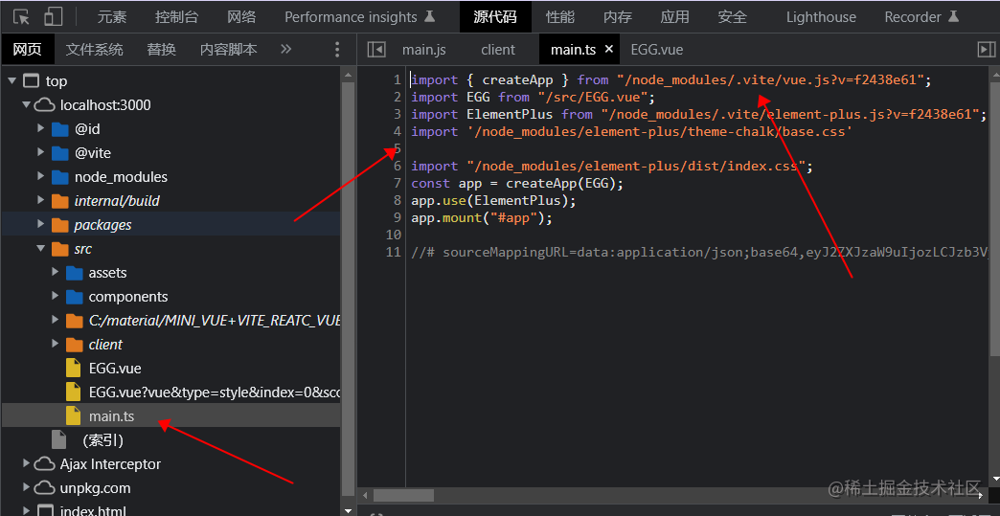 元素 控制台 网络 Performance insights 源代码 性能 内存 应用 安全 Lighthouse Recorder
网页 文件系统 替换 内容脚本 » main.js client main.ts × EGG.vue
top
localhost:3000
@id
@vite
node_modules
internal/build
packages
src
assets
components
C:/material/MINI_VUE+VITE_REATC_VUE
client
EGG.vue
EGG.vue?vue&type=style&index=0&sco
main.ts
(索引)
Ajax Interceptor
unpkg.com
index.html
1 import { createApp } from "/node_modules/.vite/vue.js?v=f2438e61";
2 import EGG from "/src/EGG.vue";
3 import ElementPlus from "/node_modules/.vite/element-plus.js?v=f2438e61";
4 import '/node_modules/element-plus/theme-chalk/base.css'
5
6 import "/node_modules/element-plus/dist/index.css";
7 const app = createApp(EGG);
8 app.use(ElementPlus);
9 app.mount("#app");
10
11 //# sourceMappingURL=data:application/json;base64,eyJ2ZXJzaW9uIjozLCJzb3V
@稀土掘金技术社区